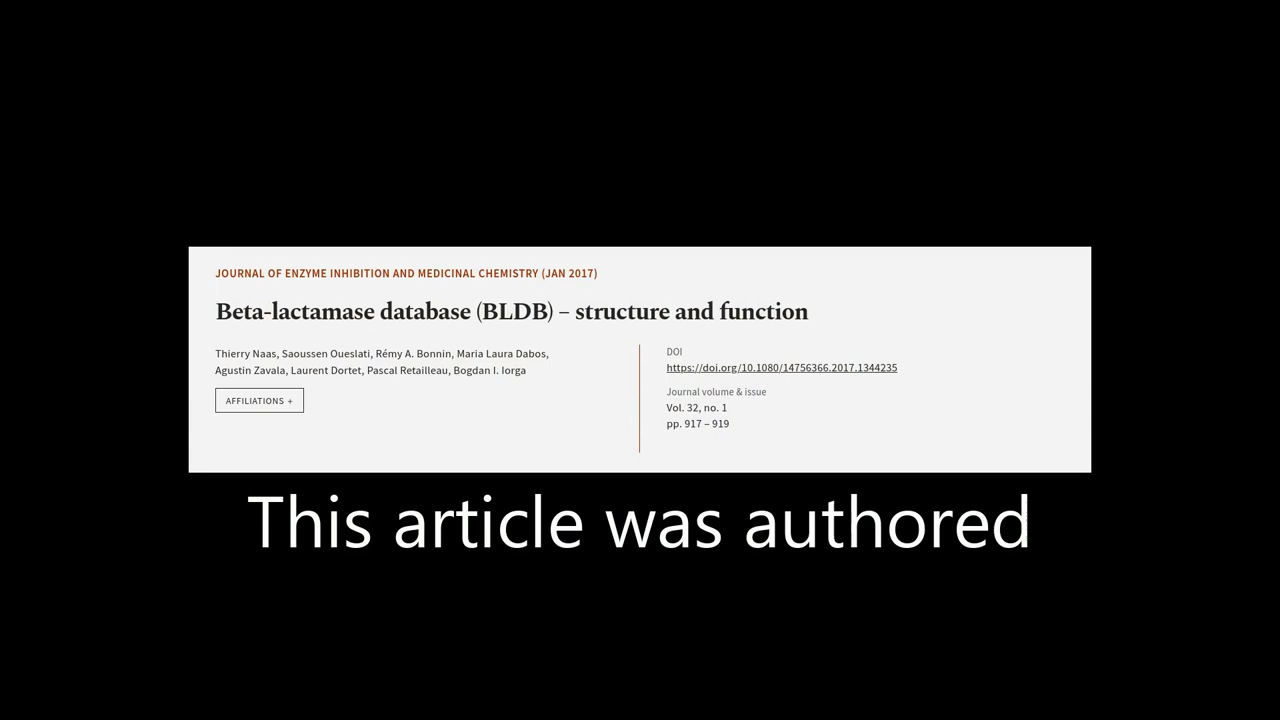 JOURNAL OF ENZYME INHIBITION AND MEDICINAL CHEMISTRY (JAN 2017)
Beta-lactamase database (BLDB) – structure and function
Thierry Naas, Saoussen Oueslati, Rémy A. Bonnin, Maria Laura Dabos,
Agustin Zavala, Laurent Dortet, Pascal Retailleau, Bogdan I. Iorga
AFFILIATIONS +
DOI
https://doi.org/10.1080/14756366.2017.1344235
Journal volume & issue
Vol. 32, no. 1
pp. 917 – 919
This article was authored